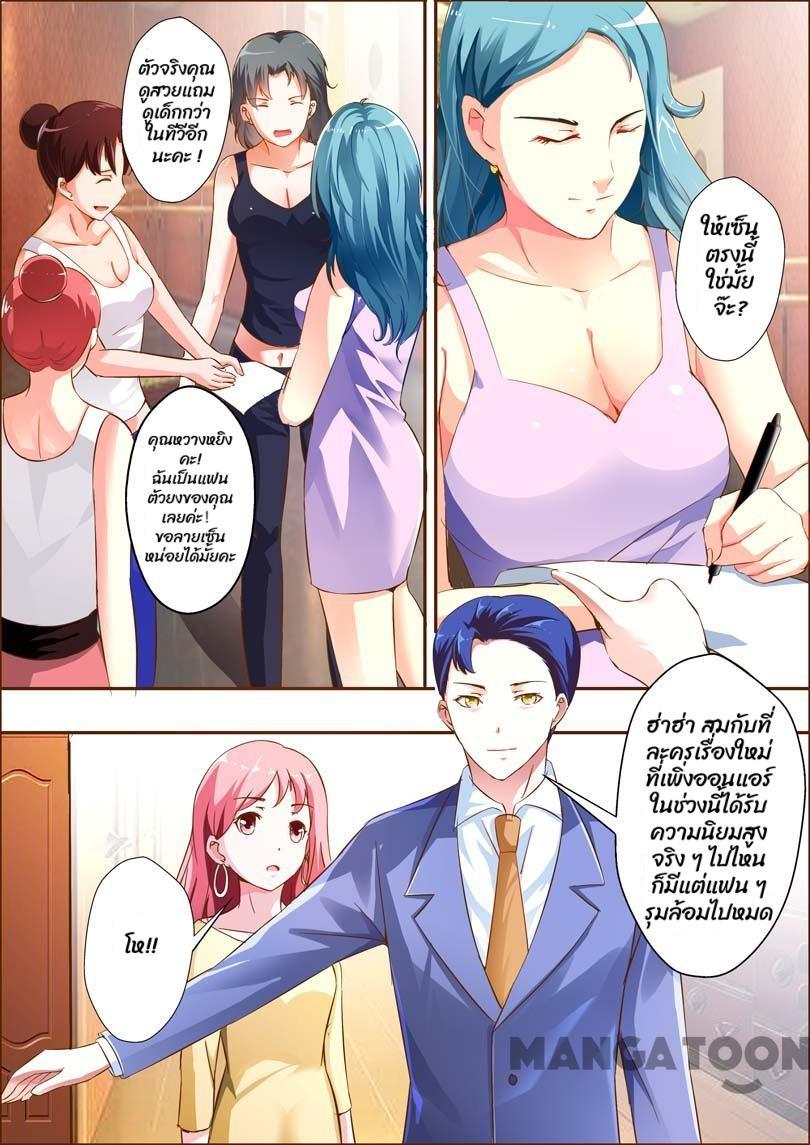 ตัวจริงคุณ
ดูสวยแถม
ดูเด็กกว่า
ในทีวีอีก
นะคะ !
ให้เซ็น
ตรงนี้
ใช่มั้ย
จ๊ะ?
คุณหวางหยิง
คะ!
ฉันเป็นแฟน
ตัวยงของคุณ
เลยค่ะ!
ขอลายเซ็น
หน่อยได้มั้ยคะ
ฮ่าฮ่า สมกับที่
ละครเรื่องใหม่
ที่เพิ่งออนแอร์
ในช่วงนี้ได้รับ
ความนิยมสูง
จริง ๆ ไปไหน
ก็มีแต่แฟน ๆ
รุมล้อมไปหมด
โห!!
MANGATOON